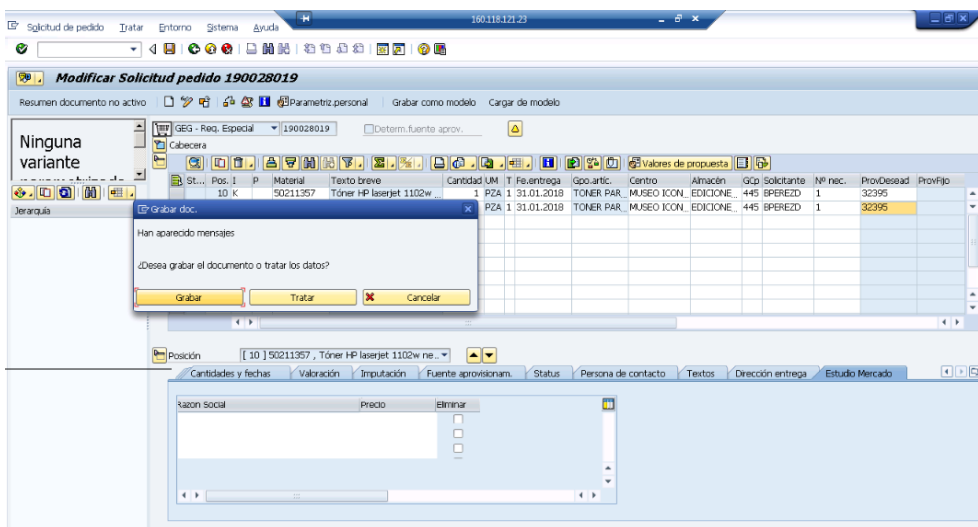 160.118.121.23
Solicitud de pedido Tratar Entorno Sistema Ayuda
Modificar Solicitud pedido 190028019
Resumen documento no activo Parametriz.personal Grabar como modelo Cargar de modelo
Ninguna
variante
GEG - Req. Especial 190028019 Determ.fuente aprov.
Cabecera
Valores de propuesta
St... Pos. I P Material Texto breve Cantidad UM T Fe.entrega Gpo.artíc. Centro Almacén GCp Solicitante Nº nec. ProvDesead ProvFijo
10 K 50211357 Tóner HP laserjet 1102w ... 1 PZA 1 31.01.2018 TONER PAR... MUSEO ICON... EDICIONE... 445 BPEREZD 1 32395
PZA 1 31.01.2018 TONER PAR... MUSEO ICON... EDICIONE... 445 BPEREZD 1 32395
Jerarquía
Grabar doc.
Han aparecido mensajes
¿Desea grabar el documento o tratar los datos?
Grabar Tratar Cancelar
Posición [ 10 ] 50211357 , Tóner HP laserjet 1102w ne...
Cantidades y fechas Valoración Imputación Fuente aprovisionam. Status Persona de contacto Textos Dirección entrega Estudio Mercado
Razon Social Precio Eliminar